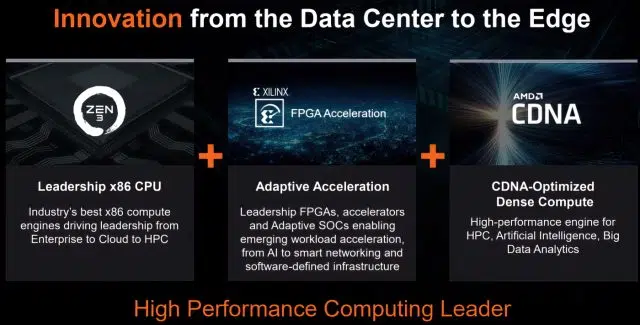 Innovation from the Data Center to the Edge
ZEN
3
XILINX
FPGA Acceleration
AMD
CDNA
+
+
Leadership x86 CPU
Industry's best x86 compute
engines driving leadership from
Enterprise to Cloud to HPC
Adaptive Acceleration
Leadership FPGAs, accelerators
and Adaptive SOCs enabling
emerging workload acceleration,
from AI to smart networking and
software-defined infrastructure
CDNA-Optimized
Dense Compute
High-performance engine for
HPC, Artificial Intelligence, Big
Data Analytics
High Performance Computing Leader